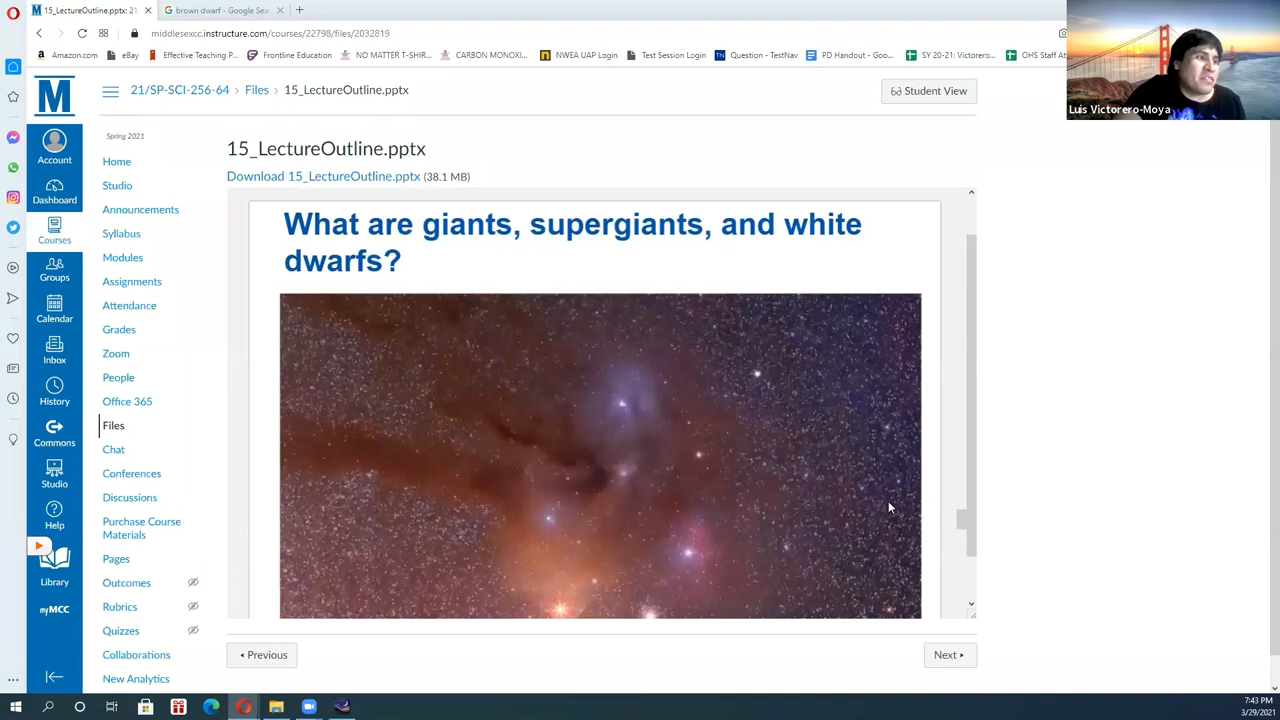 15_LectureOutline.pptx: 21
brown dwarf - Google Sea
middlesexcc.instructure.com/courses/22798/files/2032819
Amazon.com
eBay
Effective Teaching P...
Frontline Education
NO MATTER T-SHIR...
CARBON MONOXI...
NWEA UAP Login
Test Session Login
TN
Question - TestNav
PD Handout - Goo...
SY 20-21: Victorero...
OHS Staff At
Luis Victorero-Moya
M
Account
Dashboard
Courses
Groups
Calendar
Inbox
History
Commons
Studio
Help
Library
myMCC
21/SP-SCI-256-64
Files
15_LectureOutline.pptx
Student View
Spring 2021
Home
Studio
Announcements
Syllabus
Modules
Assignments
Attendance
Grades
Zoom
People
Office 365
Files
Chat
Conferences
Discussions
Purchase Course
Materials
Pages
Outcomes
Rubrics
Quizzes
Collaborations
New Analytics
15_LectureOutline.pptx
Download 15_LectureOutline.pptx (38.1 MB)
What are giants, supergiants, and white
dwarfs?
Previous
Next
7:43 PM
3/29/2021